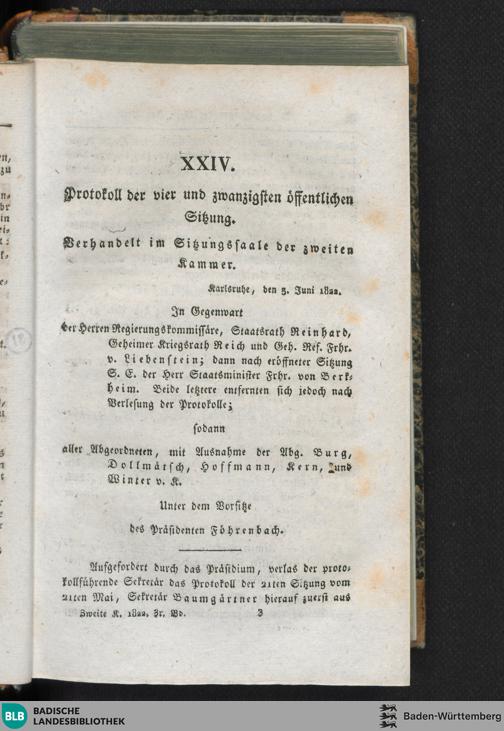 XXIV.
Protokoll der vier und zwanzigsten öffentlichen
Sitzung.
Verhandelt im Sitzungssaale der zweiten
Kammer.
Karlsruhe, den 5. Juni 1822.
In Gegenwart
der Herren Regierungskommissäre, Staatsrath Reinhard,
Geheimer Kriegsrath Reich und Geh. Ref. Frhr.
v. Liebenstein; dann nach eröffneter Sitzung
S. E. der Herr Staatsminister Frhr. von Berk-
heim. Beide letztere entfernten sich jedoch nach
Verlesung der Protokolle;
sodann
aller Abgeordneten, mit Ausnahme der Abg. Burg,
Dollmätsch, Hoffmann, Kern, und
Winter v. K.
Unter dem Vorsitze
des Präsidenten Föhrenbach.
Aufgefordert durch das Präsidium, verlas der proto-
kollführende Sekretär das Protokoll der 21ten Sitzung vom
21ten Mai, Sekretär Baumgärtner hierauf zuerst aus
Zweite K. 1822. 3r. Bd. 3
BLB BADISCHE
LANDESBIBLIOTHEK
Baden-Württemberg